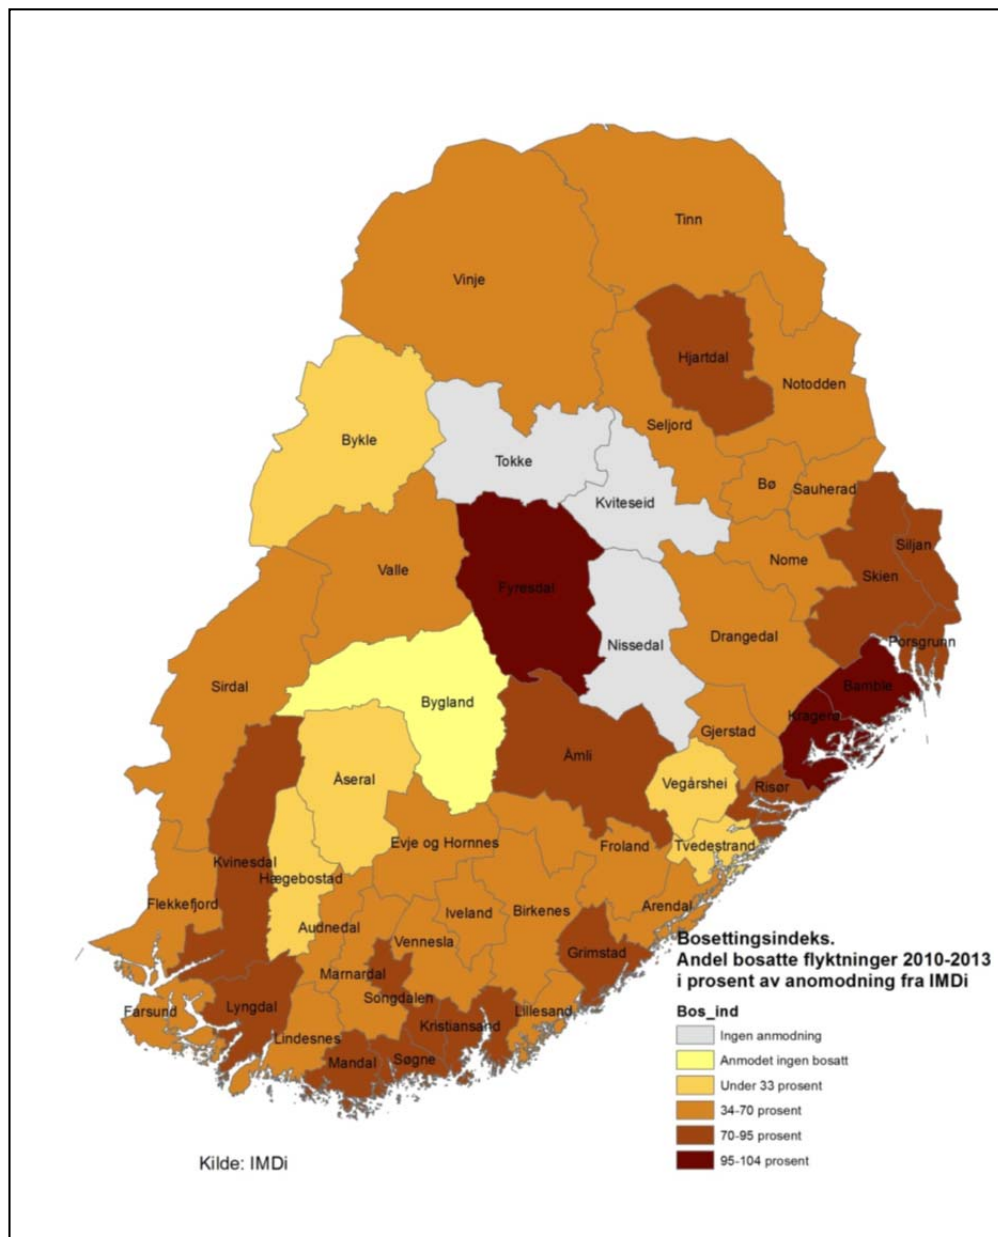 Tinn
Vinje
Hjartdal
Notodden
Seljord
Bykle
Tokke
Bø
Sauherad
Kviteseid
Siljan
Nome
Valle
Skien
Fyresdal
Drangedal
Porsgrunn
Nissedal
Sirdal
Bamble
Bygland
Kragerø
Gjerstad
Åmli
Åseral
Vegårshei
Risør
Evje og Hornnes
Froland
Tvedestrand
Kvinesdal
Hægebostad
Flekkefjord
Arendal
Iveland
Birkenes
Audnedal
Vennesla
Grimstad
Marnardal
Songdalen
Lyngdal
Farsund
Lillesand
Kristiansand
Lindesnes
Mandal
Søgne
Bosettingsindeks.
Andel bosatte flyktninger 2010-2013
i prosent av anomodning fra IMDi
Bos_ind
Ingen anmodning
Anmodet ingen bosatt
Under 33 prosent
34-70 prosent
70-95 prosent
95-104 prosent
Kilde: IMDi